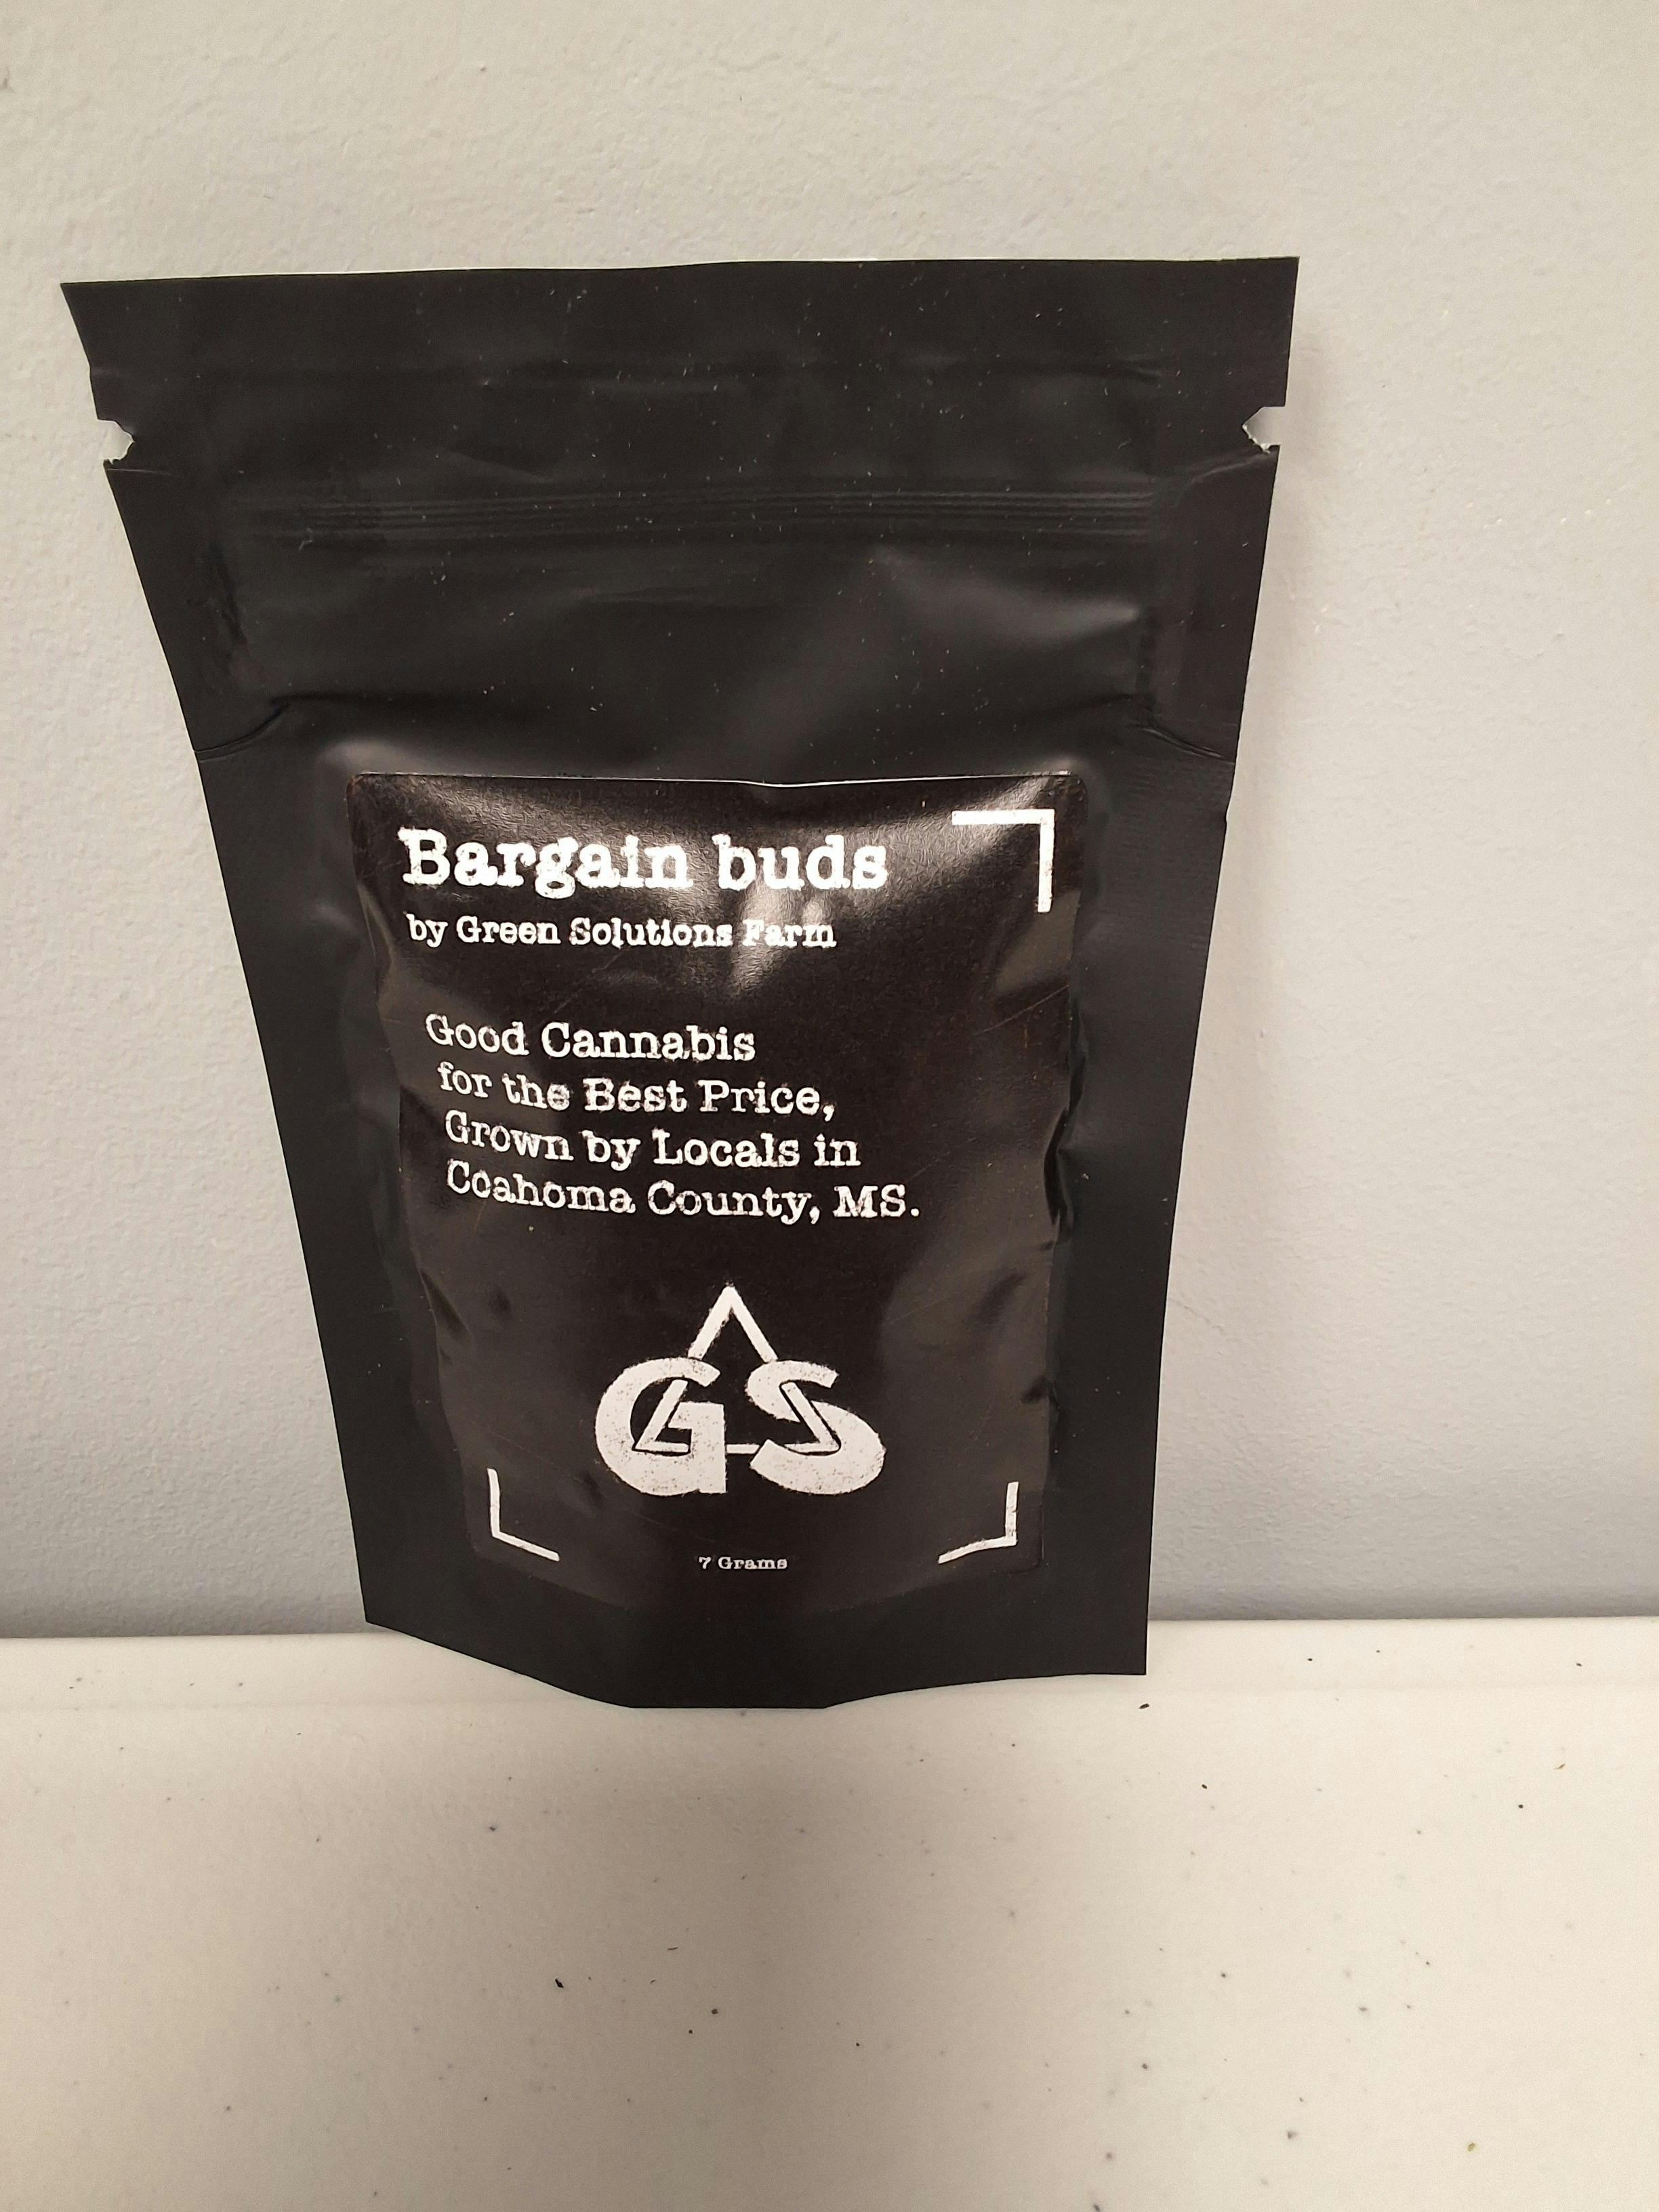 Bargain buds
by Green Solutions Farm
Good Cannabis
for the Best Price,
Grown by Locals in
Coahoma County, MS.
GS
7 Grams